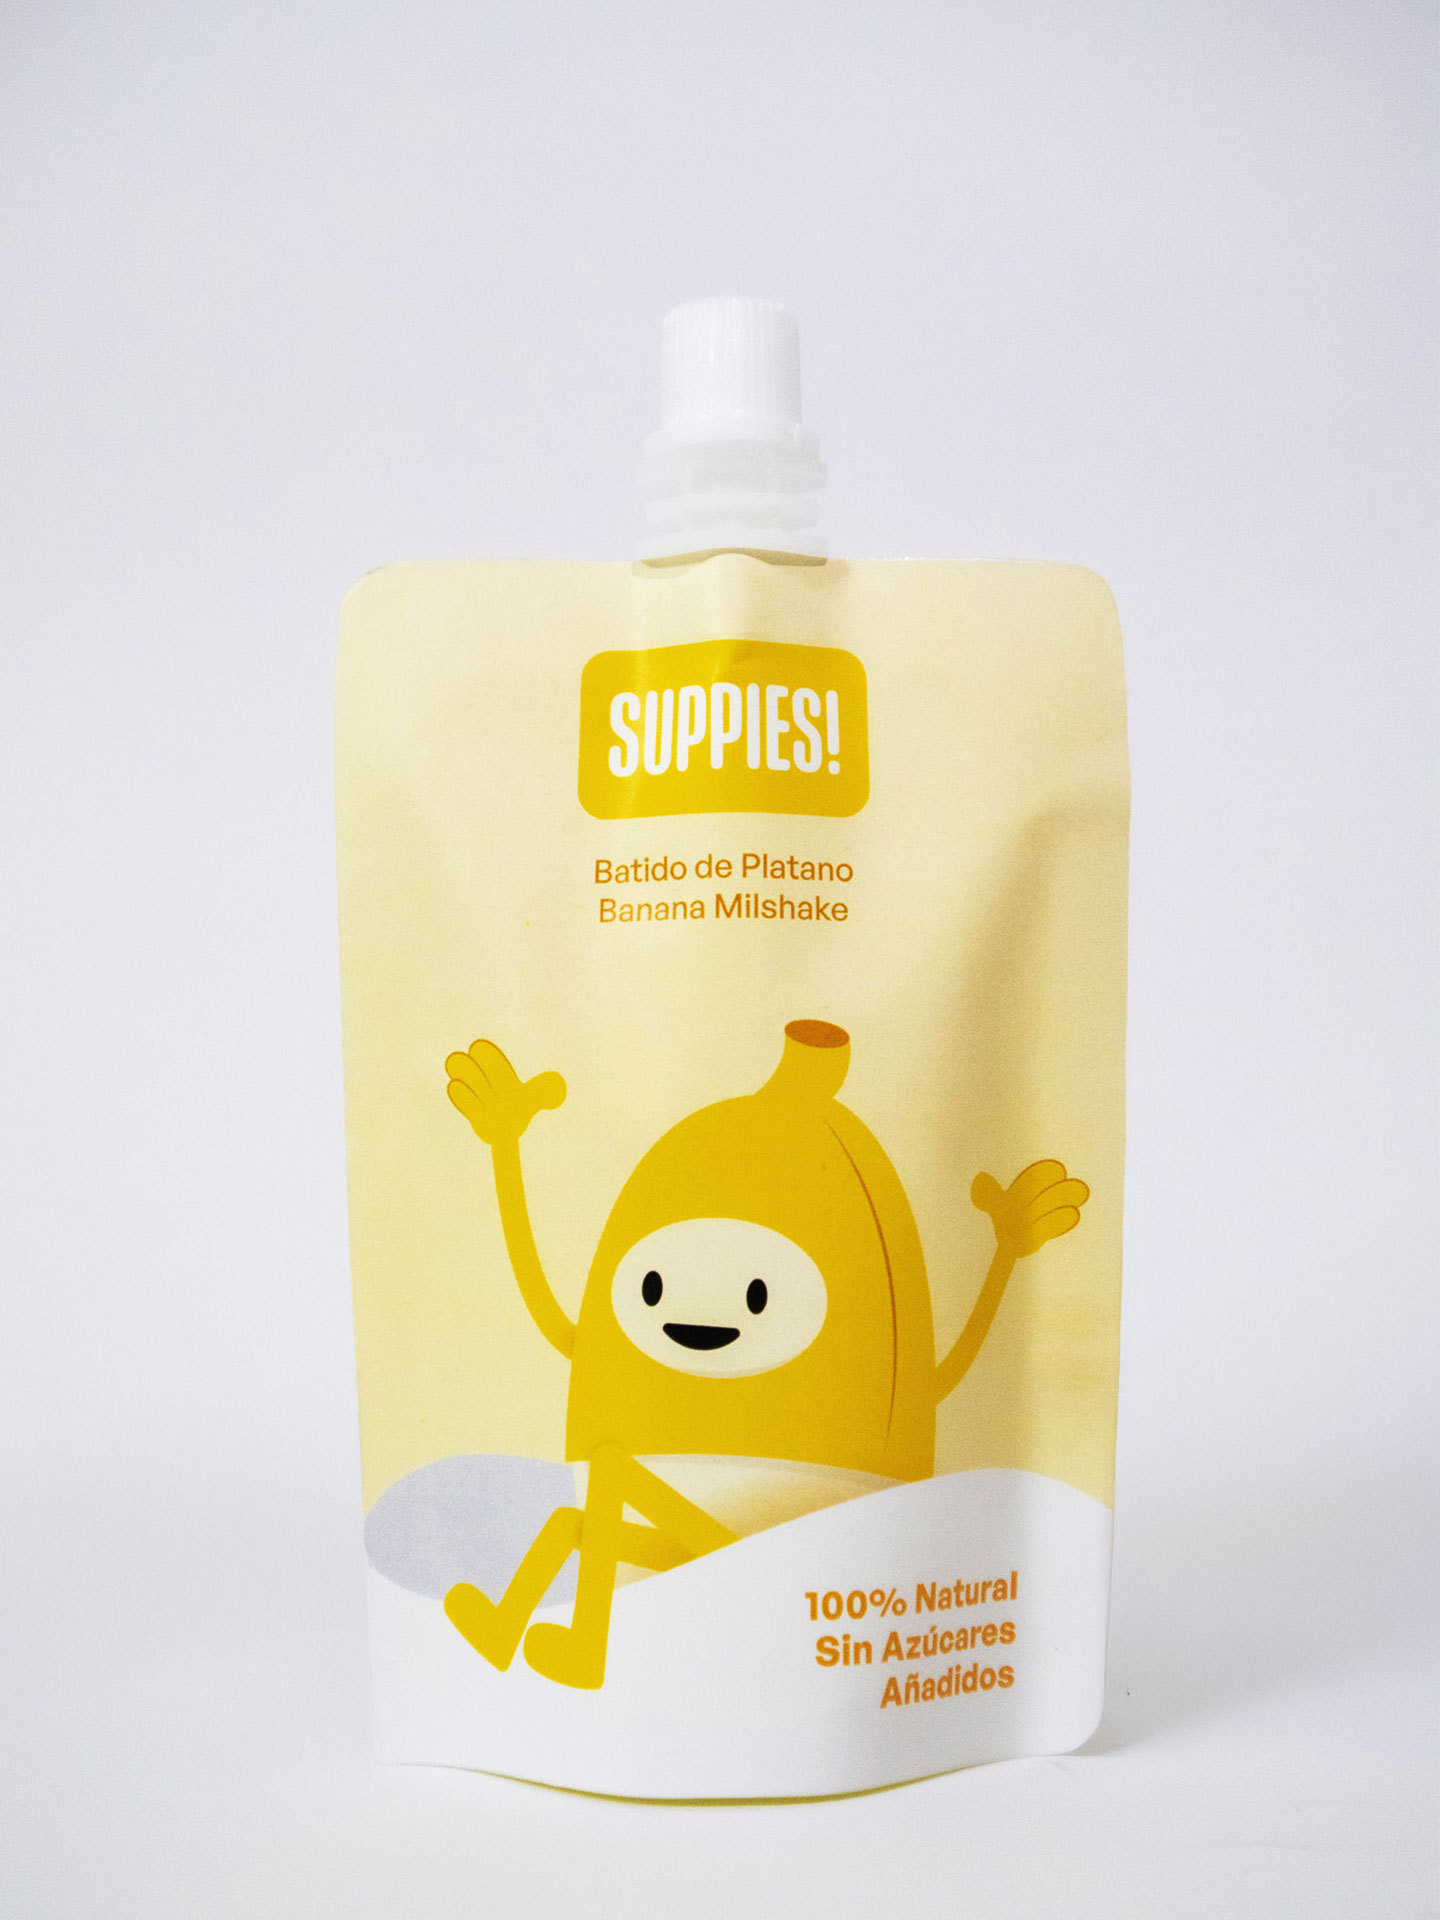 SUPPIES!
Batido de Platano
Banana Milshake
100% Natural
Sin Azúcares
Añadidos